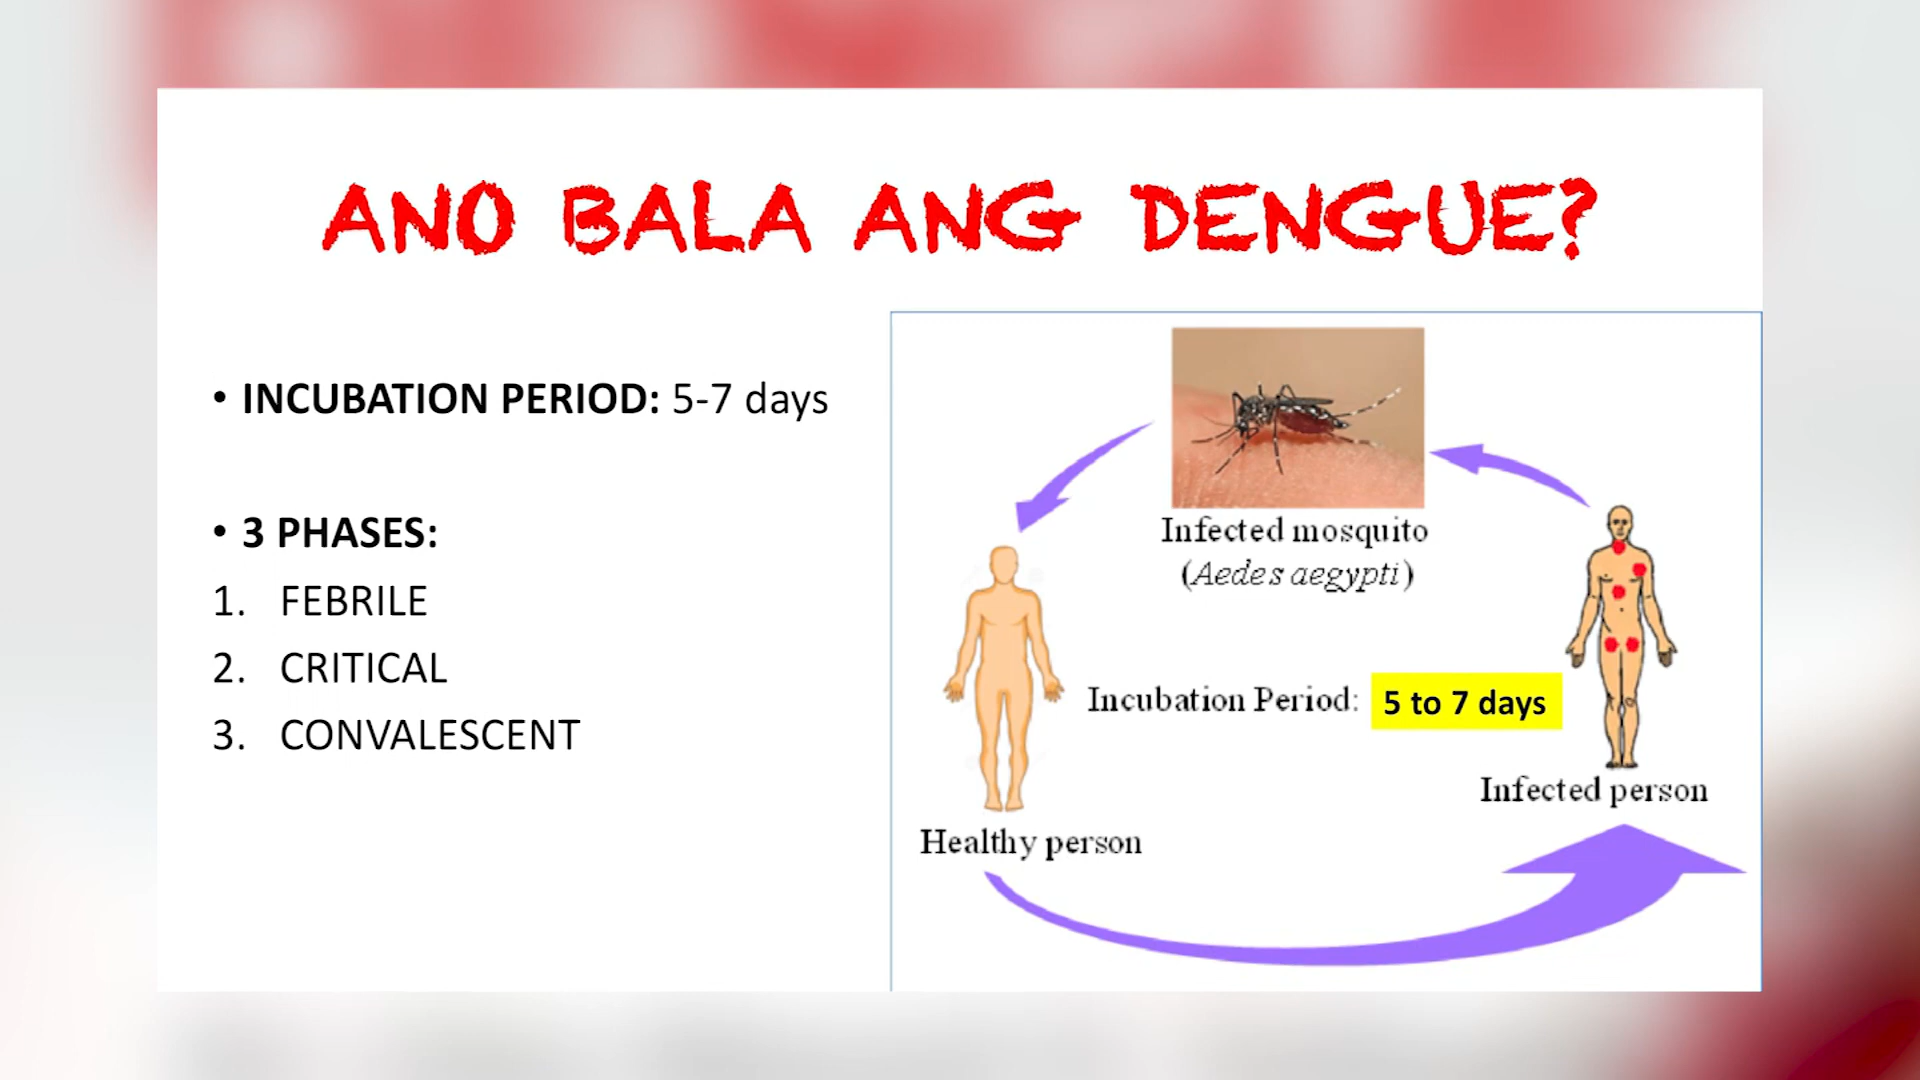 ANO BALA ANG DENGUE?
• INCUBATION PERIOD: 5-7 days
• 3 PHASES:
1. FEBRILE
2. CRITICAL
3. CONVALESCENT
Infected mosquito
(Aedes aegypti)
Incubation Period: 5 to 7 days
Infected person
Healthy person